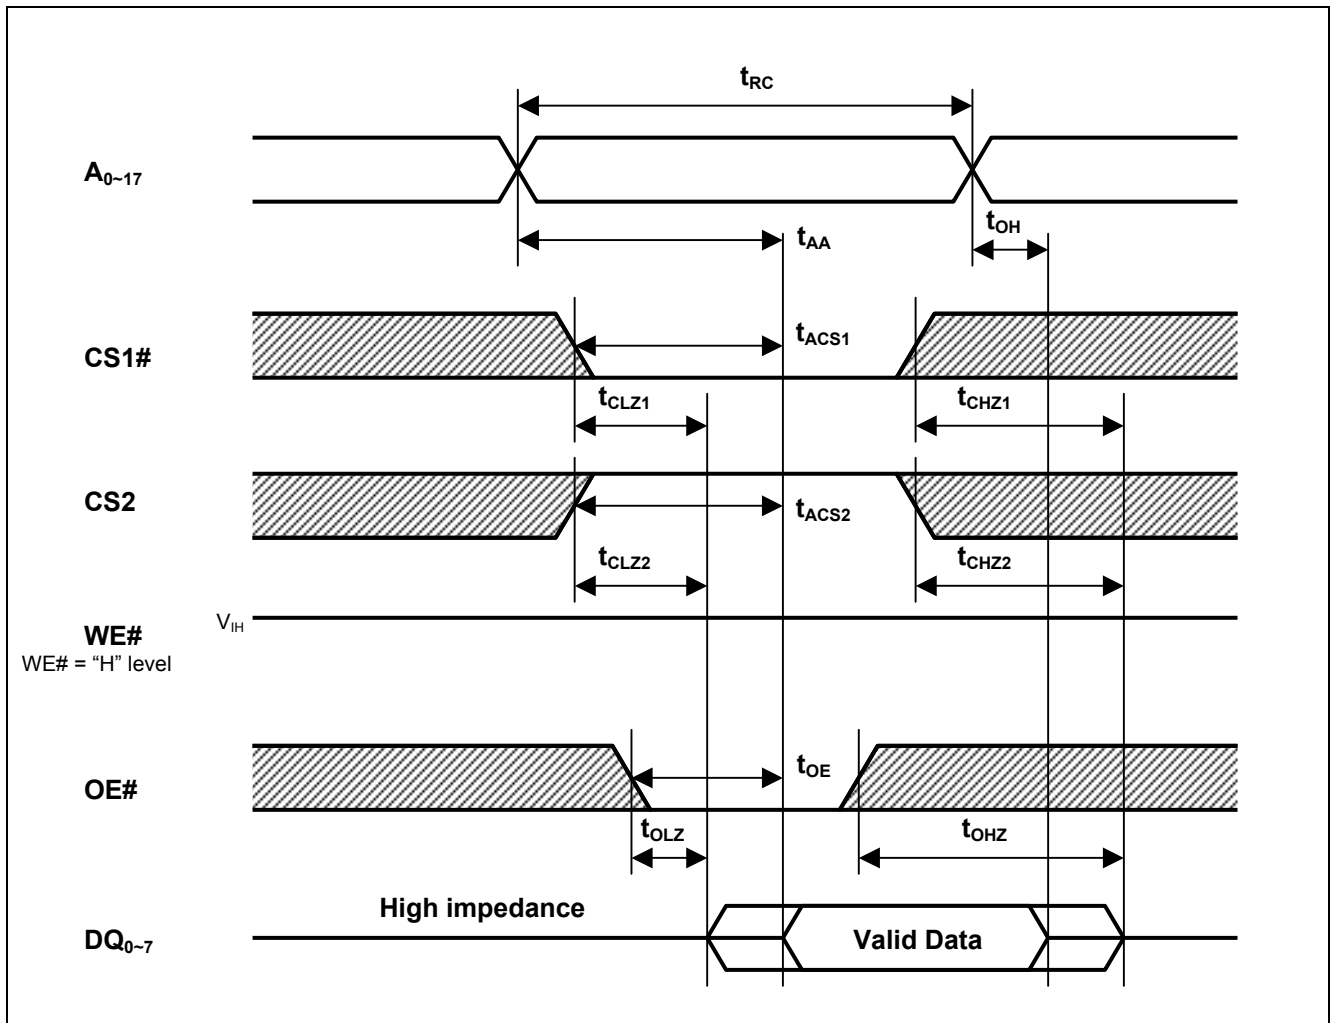 tRC
A0~17
tAA
tOH
CS1#
tACS1
tCLZ1
tCHZ1
CS2
tACS2
tCLZ2
tCHZ2
VIH
WE#
WE# = “H” level
OE#
tOE
tOLZ
tOHZ
High impedance
DQ0~7
Valid Data